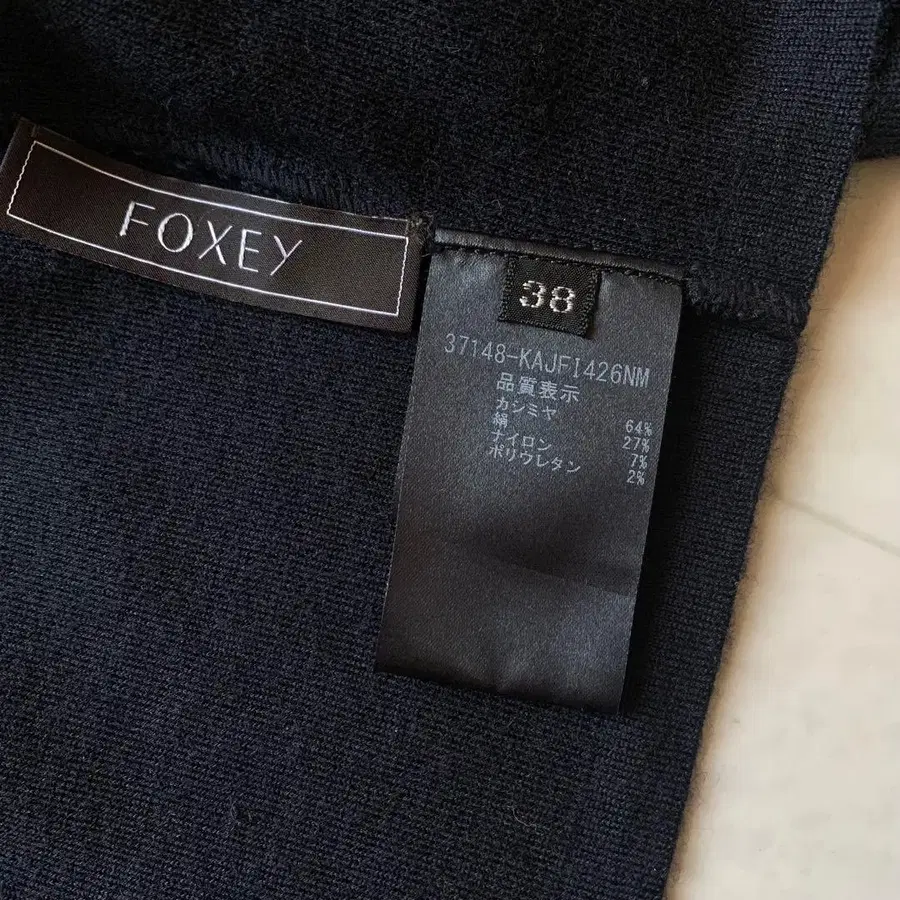 FOXEY
38
37148-KAJFI426NM
品質表示
カシミヤ 64%
絹 27%
ナイロン 7%
ポリウレタン 2%